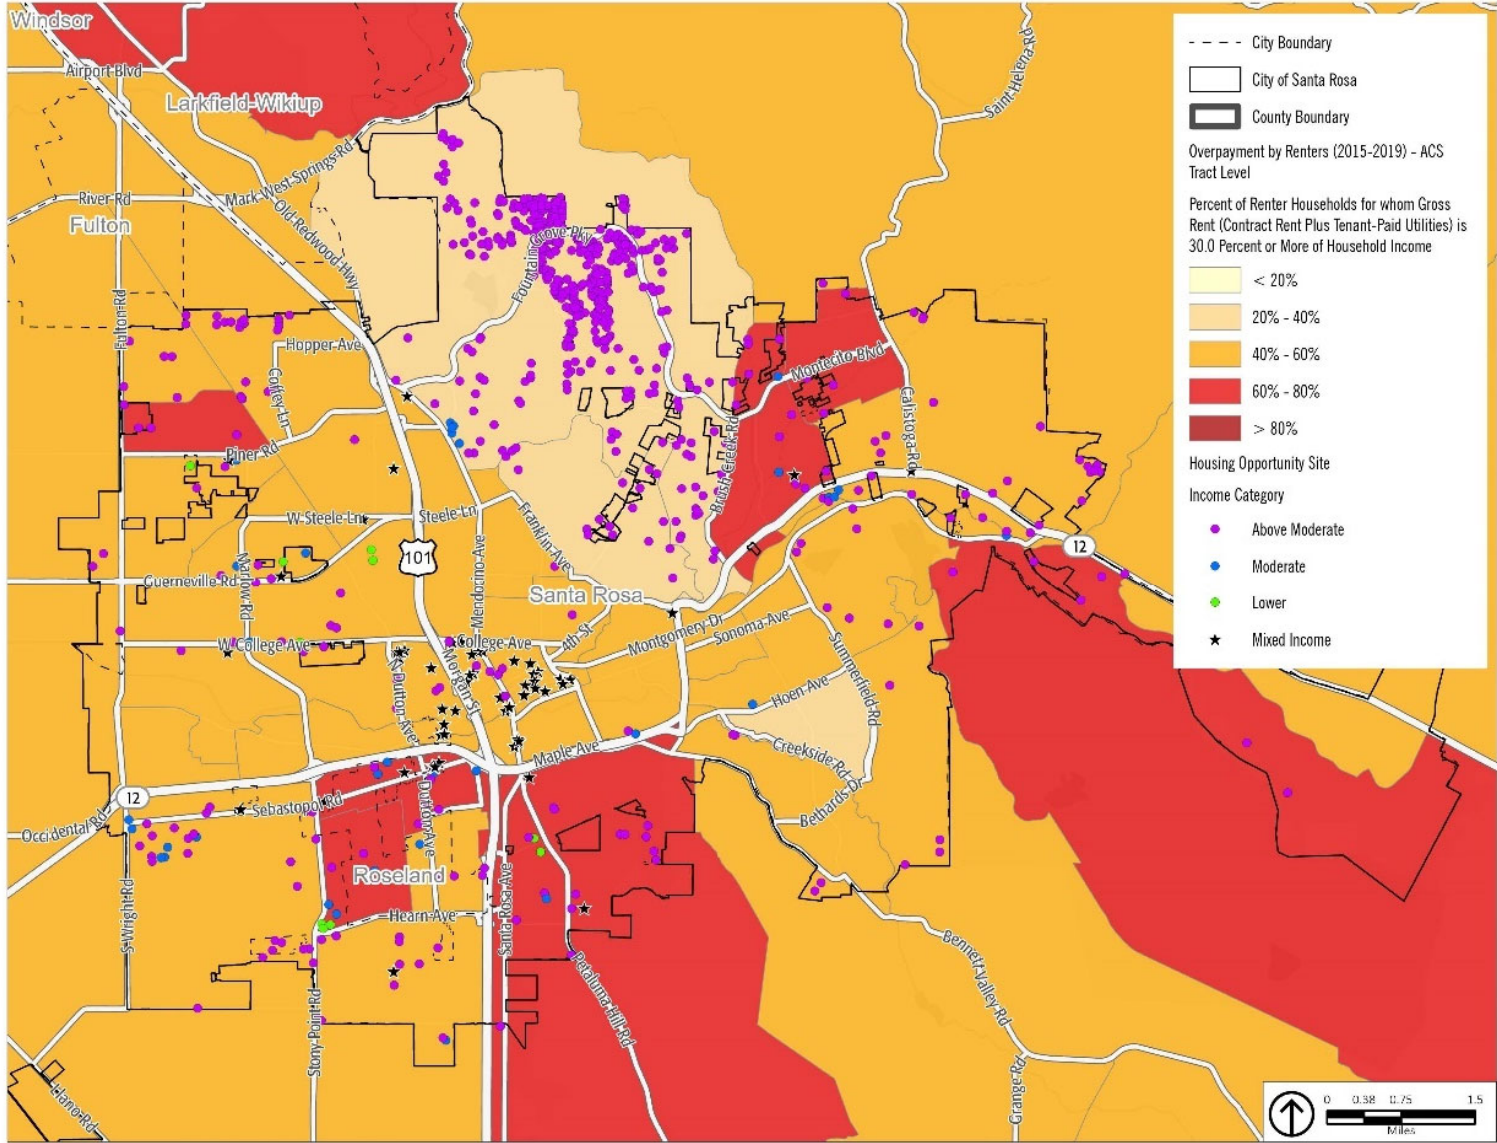 Windsor
Airport Blvd
Larkfield-Wikiup
Saint Helena Rd
Mark West Springs Rd
River Rd
Fulton
Old Redwood Hwy
Fountain Grove Pky
Fulton Rd
Hopper Ave
Coffey Ln
Montecito Blvd
Calistoga Rd
Piner Rd
Brush Creek Rd
W Steele Ln
Steele Ln
Franklin Ave
101
12
Marlow Rd
Guerneville Rd
Mendocino Ave
Santa Rosa
W College Ave
College Ave
4th St
Montgomery Dr
Sonoma Ave
Summerfield Rd
N Dutton Ave
Morgan St
Hoen Ave
Maple Ave
Creekside Rd
Bethards Dr
12
Sebastopol Rd
Occidental Rd
Dutton Ave
Roseland
S Wright Rd
Hearn Ave
Santa Rosa Ave
Bennett Valley Rd
Petaluma Hill Rd
Stony Point Rd
Grange Rd
Llano Rd
City Boundary
City of Santa Rosa
County Boundary
Overpayment by Renters (2015-2019) - ACS
Tract Level
Percent of Renter Households for whom Gross
Rent (Contract Rent Plus Tenant-Paid Utilities) is
30.0 Percent or More of Household Income
< 20%
20% - 40%
40% - 60%
60% - 80%
> 80%
Housing Opportunity Site
Income Category
Above Moderate
Moderate
Lower
Mixed Income
0 0.38 0.75 1.5
Miles